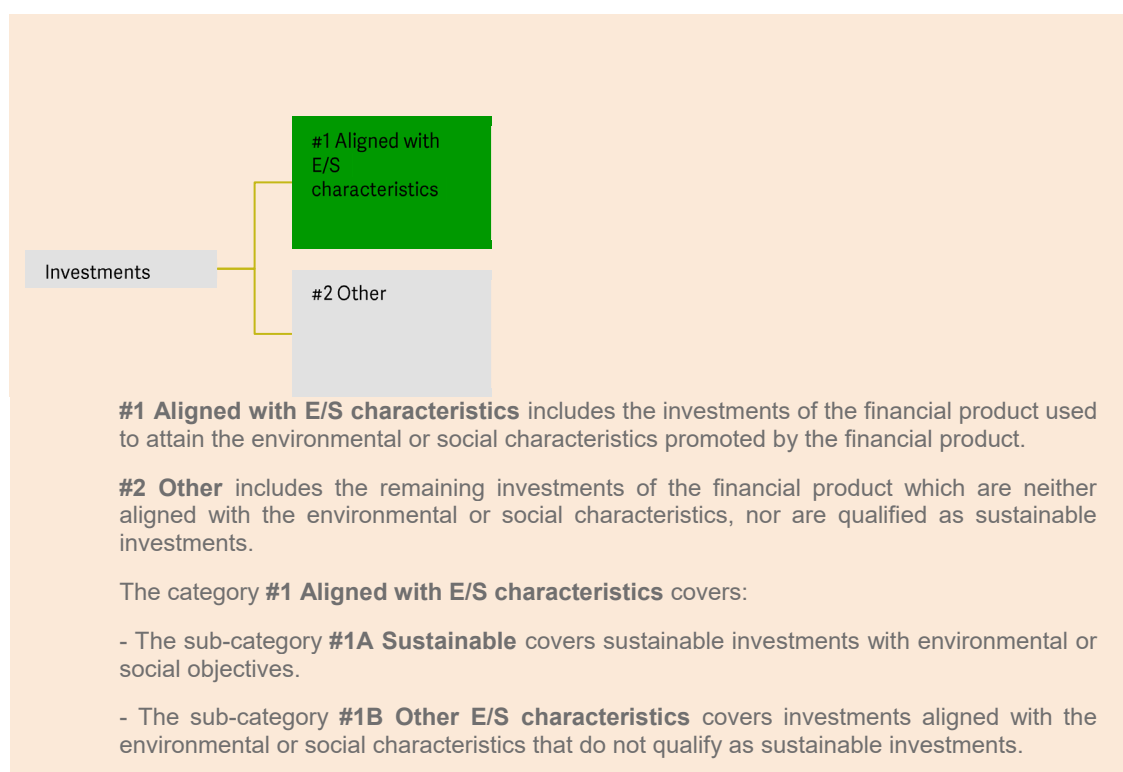 #1 Aligned with
E/S
characteristics
Investments
#2 Other
#1 Aligned with E/S characteristics includes the investments of the financial product used
to attain the environmental or social characteristics promoted by the financial product.
#2 Other includes the remaining investments of the financial product which are neither
aligned with the environmental or social characteristics, nor are qualified as sustainable
investments.
The category #1 Aligned with E/S characteristics covers:
- The sub-category #1A Sustainable covers sustainable investments with environmental or
social objectives.
- The sub-category #1B Other E/S characteristics covers investments aligned with the
environmental or social characteristics that do not qualify as sustainable investments.